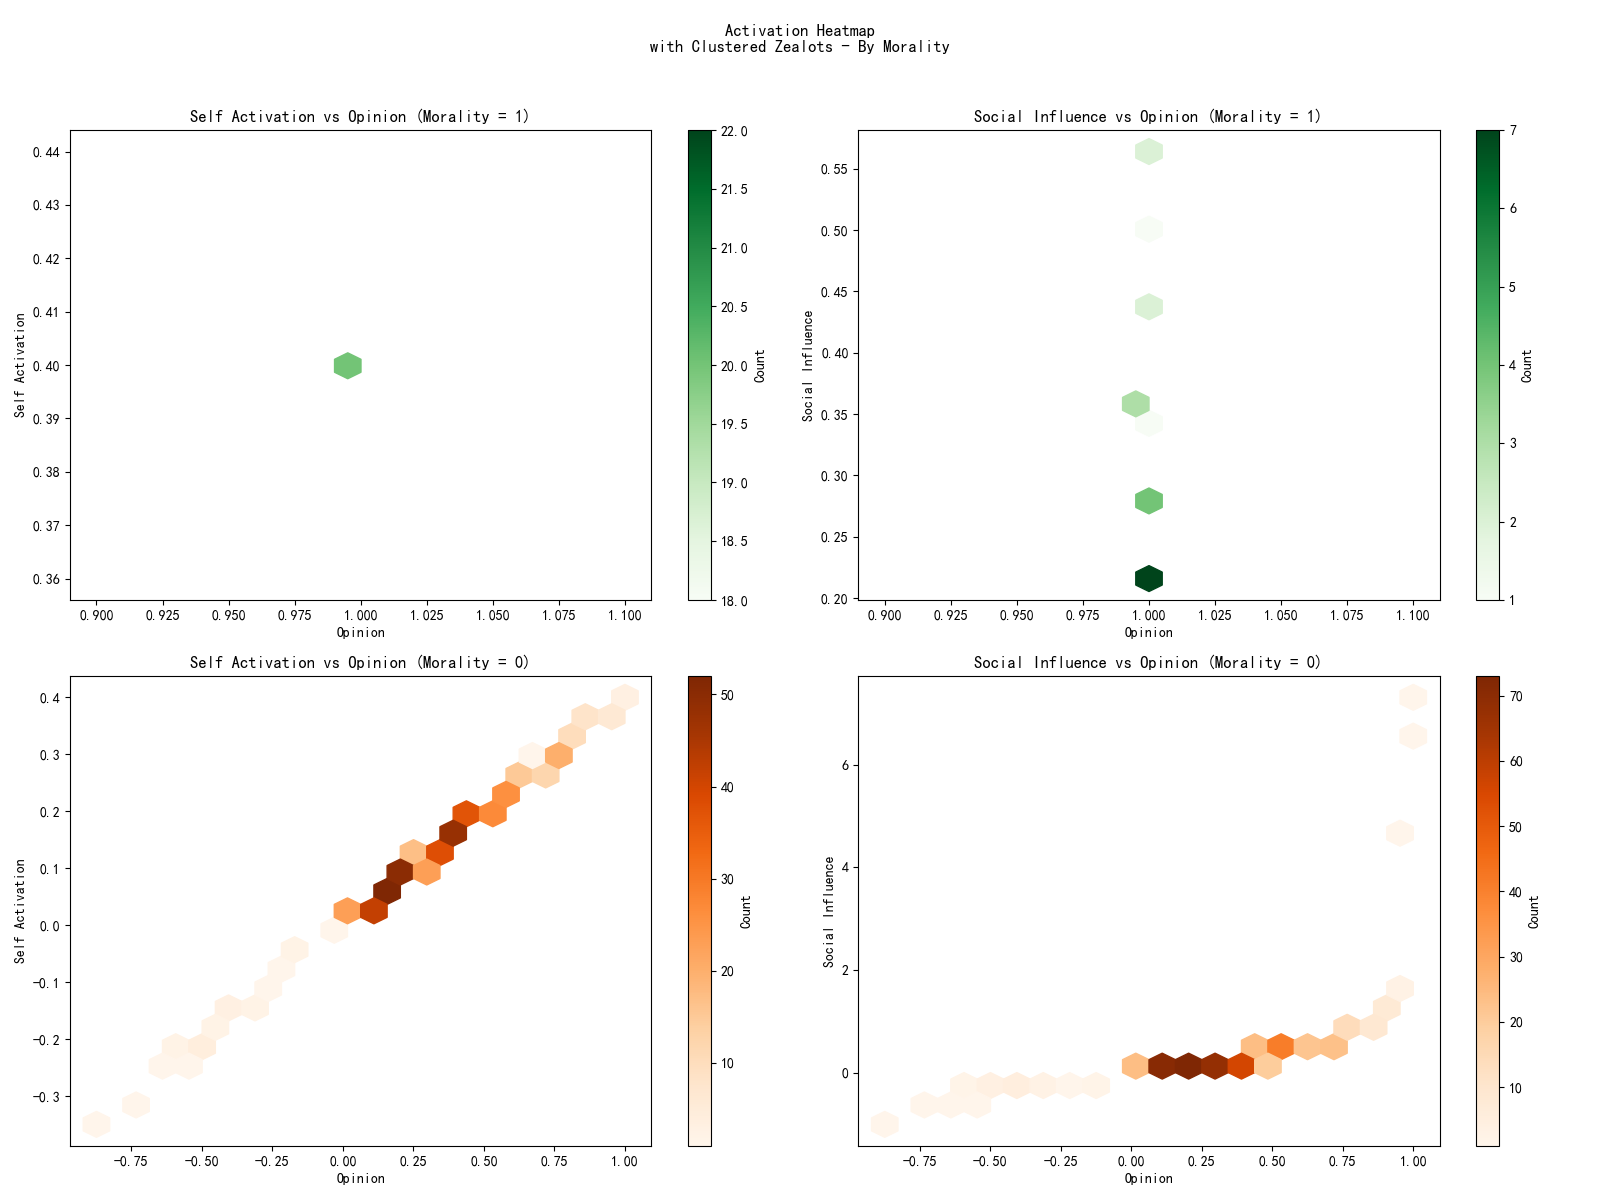 Activation Heatmap
with Clustered Zealots - By Morality
Self Activation vs Opinion (Morality = 1)
0.44
0.43
0.42
0.41
0.40
0.39
0.38
0.37
0.36
Self Activation
0.900 0.925 0.950 0.975 1.000 1.025 1.050 1.075 1.100
Opinion
22.0
21.5
21.0
20.5
20.0
19.5
19.0
18.5
18.0
Count
Social Influence vs Opinion (Morality = 1)
0.55
0.50
0.45
0.40
0.35
0.30
0.25
0.20
Social Influence
0.900 0.925 0.950 0.975 1.000 1.025 1.050 1.075 1.100
Opinion
7
6
5
4
3
2
1
Count
Self Activation vs Opinion (Morality = 0)
0.4
0.3
0.2
0.1
0.0
-0.1
-0.2
-0.3
Self Activation
-0.75 -0.50 -0.25 0.00 0.25 0.50 0.75 1.00
Opinion
50
40
30
20
10
Count
Social Influence vs Opinion (Morality = 0)
6
4
2
0
Social Influence
-0.75 -0.50 -0.25 0.00 0.25 0.50 0.75 1.00
Opinion
70
60
50
40
30
20
10
Count